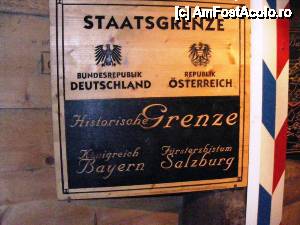 (c) AmFostAcolo.ro
STAATSGRENZE
BUNDESREPUBLIK REPUBLIK
DEUTSCHLAND ÖSTERREICH
Historische Grenze
Königreich Fürsterzbistum
Bayern Salzburg